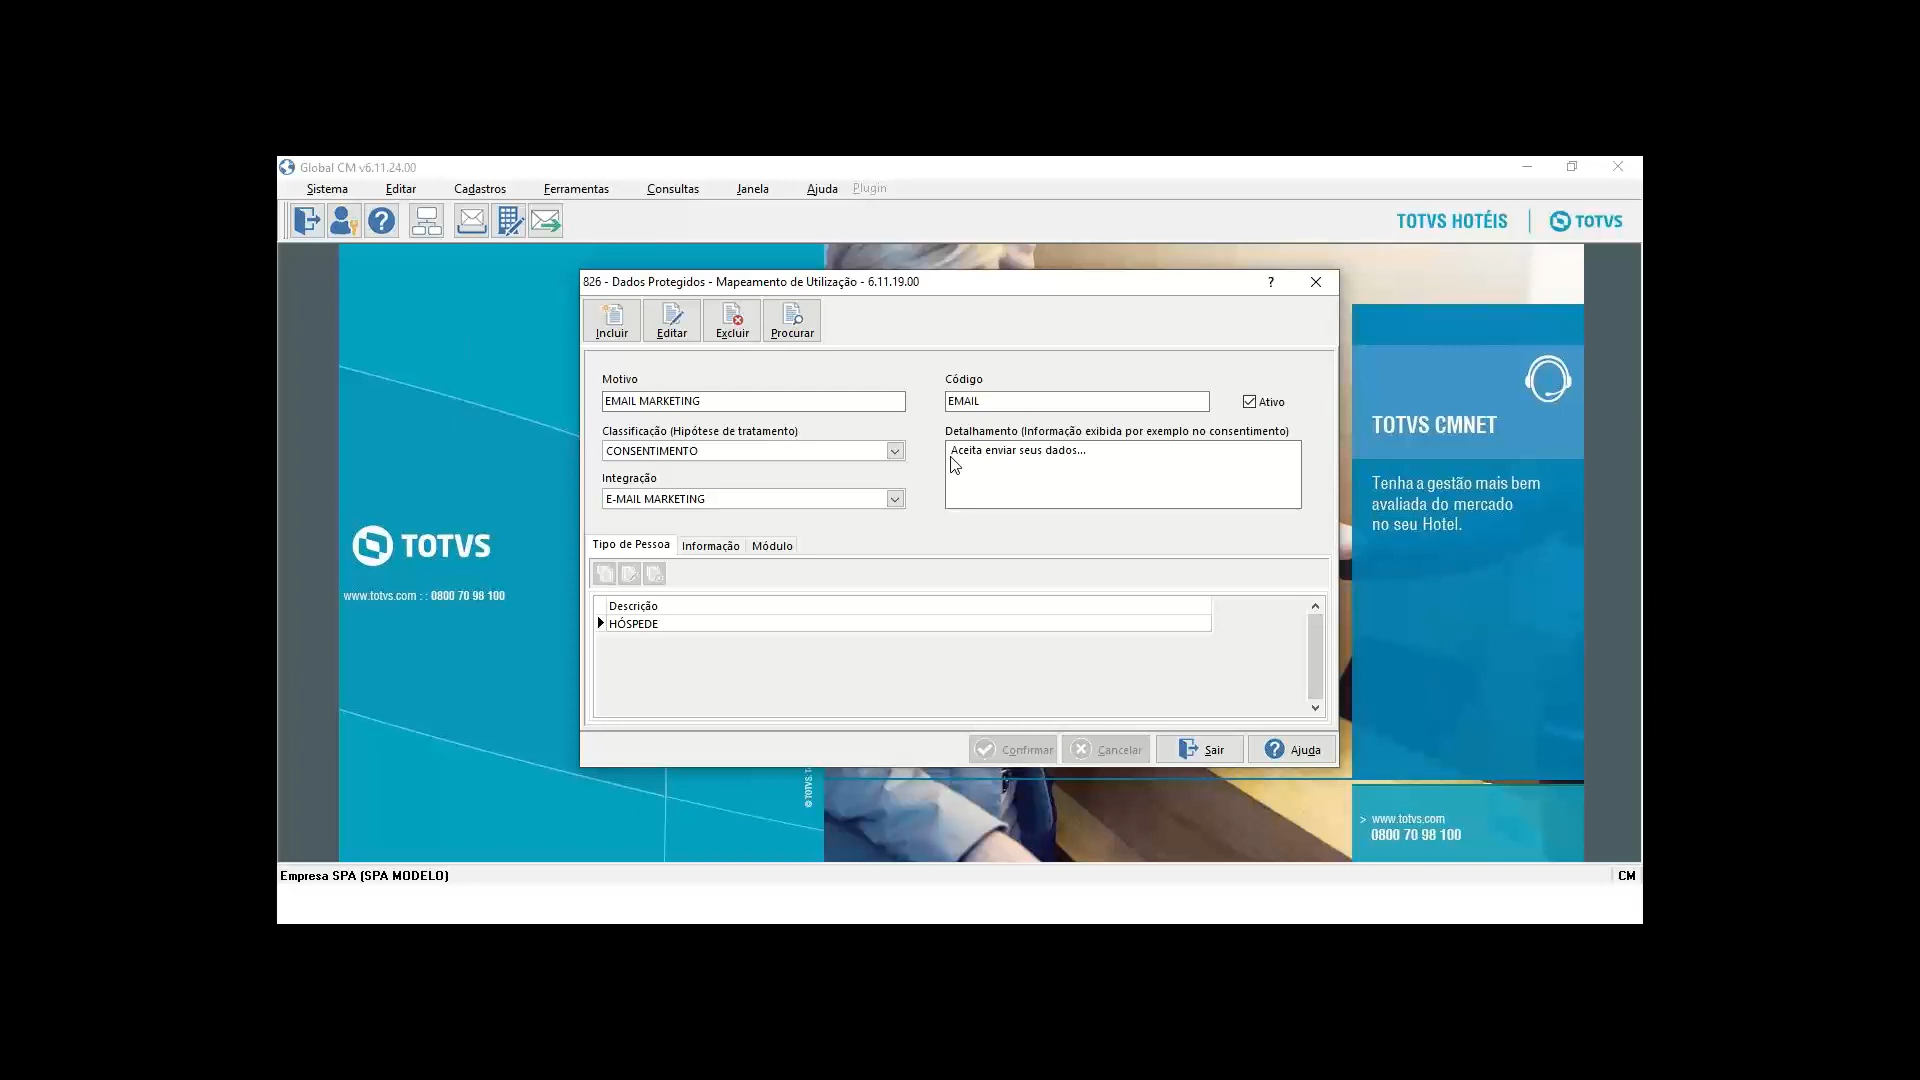 Global CM v6.11.24.00
Sistema Editar Cadastros Ferramentas Consultas Janela Ajuda Plugin
TOTVS HOTÉIS TOTVS
826 - Dados Protegidos - Mapeamento de Utilização - 6.11.19.00
Incluir Editar Excluir Procurar
Motivo Código
EMAIL MARKETING EMAIL Ativo
Classificação (Hipótese de tratamento) Detalhamento (Informação exibida por exemplo no consentimento)
CONSENTIMENTO Aceita enviar seus dados...
Integração
E-MAIL MARKETING
Tipo de Pessoa Informação Módulo
Descrição
HÓSPEDE
Confirmar Cancelar Sair Ajuda
TOTVS
www.totvs.com : : 0800 70 98 100
TOTVS CMNET
Tenha a gestão mais bem
avaliada do mercado
no seu Hotel.
> www.totvs.com
0800 70 98 100
Empresa SPA (SPA MODELO) CM